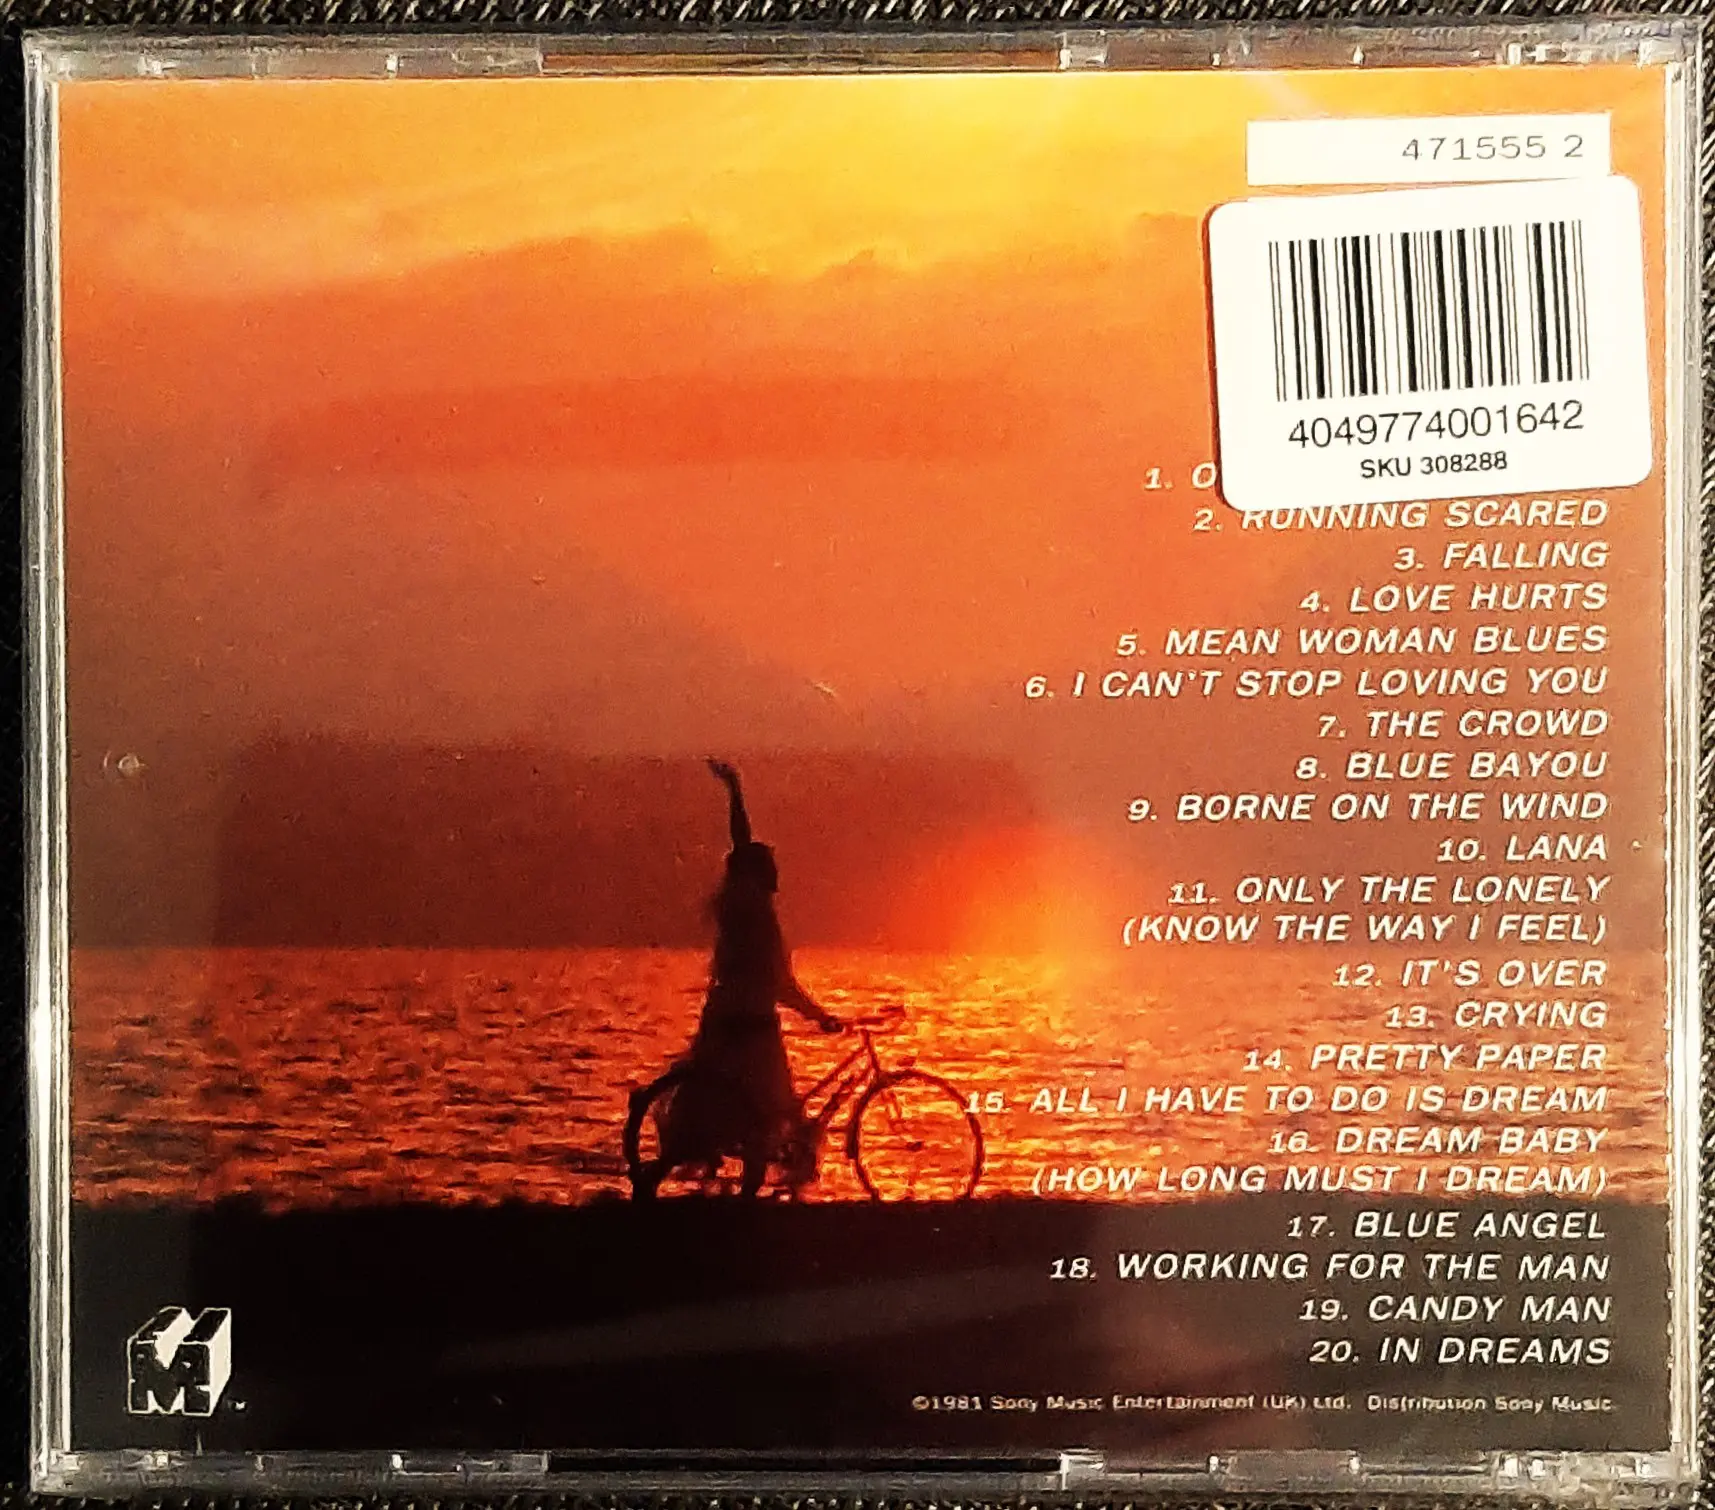 471555 2
4049774001642
SKU 308288
1. O
2. RUNNING SCARED
3. FALLING
4. LOVE HURTS
5. MEAN WOMAN BLUES
6. I CAN'T STOP LOVING YOU
7. THE CROWD
8. BLUE BAYOU
9. BORNE ON THE WIND
10. LANA
11. ONLY THE LONELY
(KNOW THE WAY I FEEL)
12. IT'S OVER
13. CRYING
14. PRETTY PAPER
15. ALL I HAVE TO DO IS DREAM
16. DREAM BABY
(HOW LONG MUST I DREAM)
17. BLUE ANGEL
18. WORKING FOR THE MAN
19. CANDY MAN
20. IN DREAMS
©1981 Sony Music Entertainment (UK) Ltd. Distribution Sony Music.
M
TM